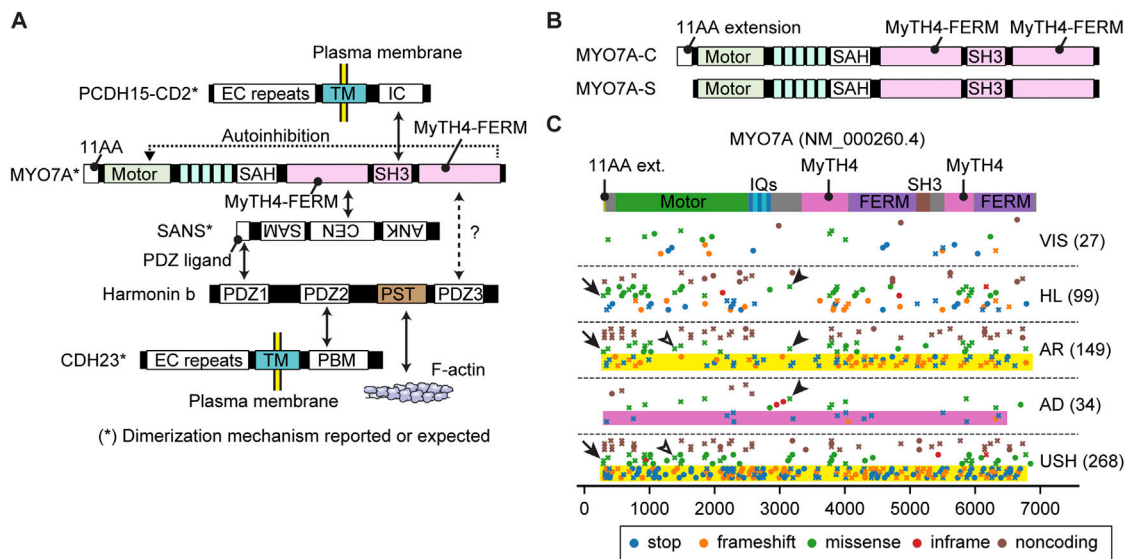 A
Plasma membrane
PCDH15-CD2*
EC repeats
TM
IC
Autoinhibition
MyTH4-FERM
11AA
MYO7A*
Motor
SAH
SH3
MyTH4-FERM
SANS*
SAM
CEN
ANK
?
PDZ ligand
Harmonin b
PDZ1
PDZ2
PST
PDZ3
CDH23*
EC repeats
TM
PBM
F-actin
Plasma membrane
(*) Dimerization mechanism reported or expected
B
11AA extension
MyTH4-FERM
MyTH4-FERM
MYO7A-C
Motor
SAH
SH3
MYO7A-S
Motor
SAH
C
MYO7A (NM_000260.4)
11AA ext.
MyTH4
MyTH4
IQs
SH3
Motor
FERM
FERM
VIS (27)
HL (99)
AR (149)
AD (34)
USH (268)
0
1000
2000
3000
4000
5000
6000
7000
stop
frameshift
missense
inframe
noncoding